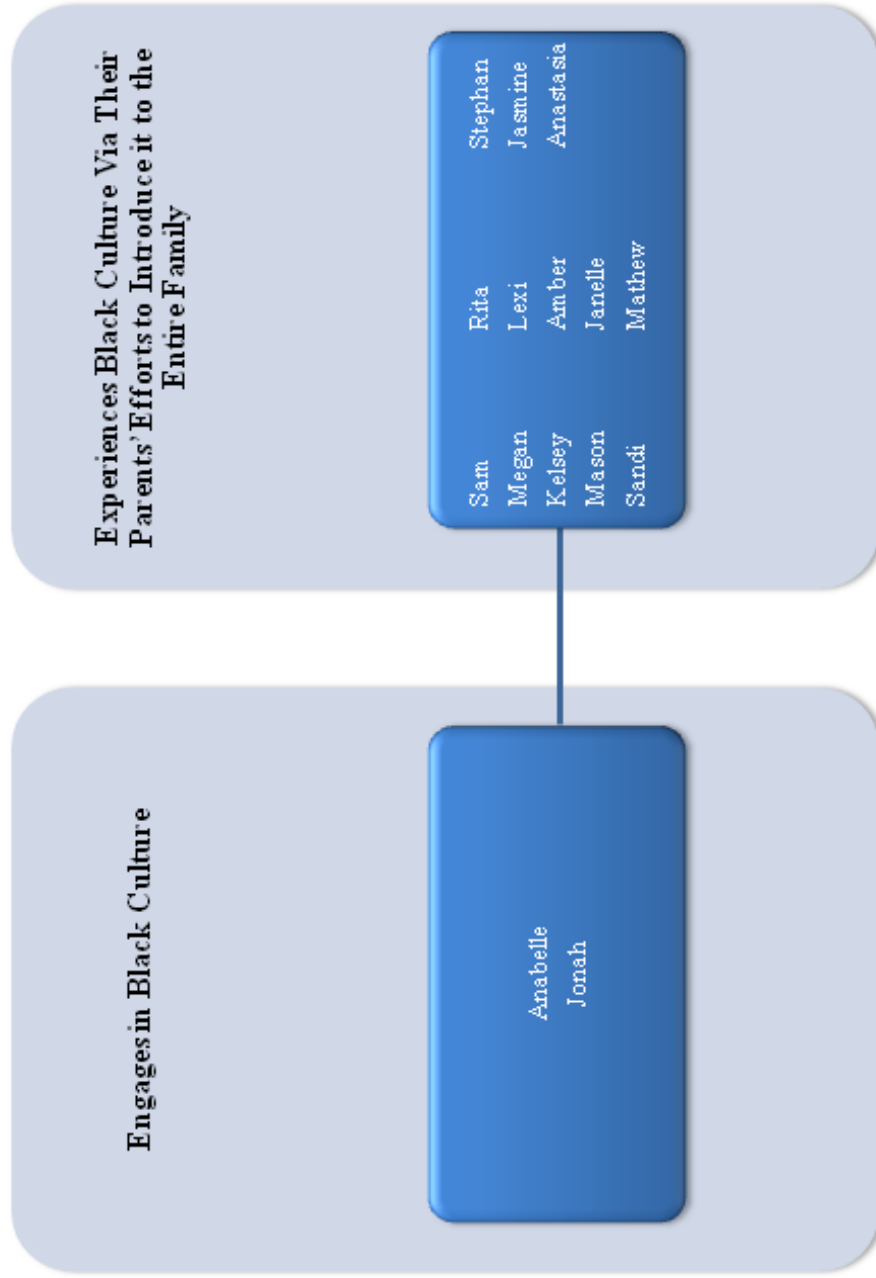 Engages in Black Culture
Anabelle
Jonah
Experiences Black Culture Via Their
Parents' Efforts to Introduce it to the
Entire Family
Sam Rita Stephan
Megan Lexi Jasmine
Kelsey Amber Anastasia
Mason Janelle
Sandi Mathew